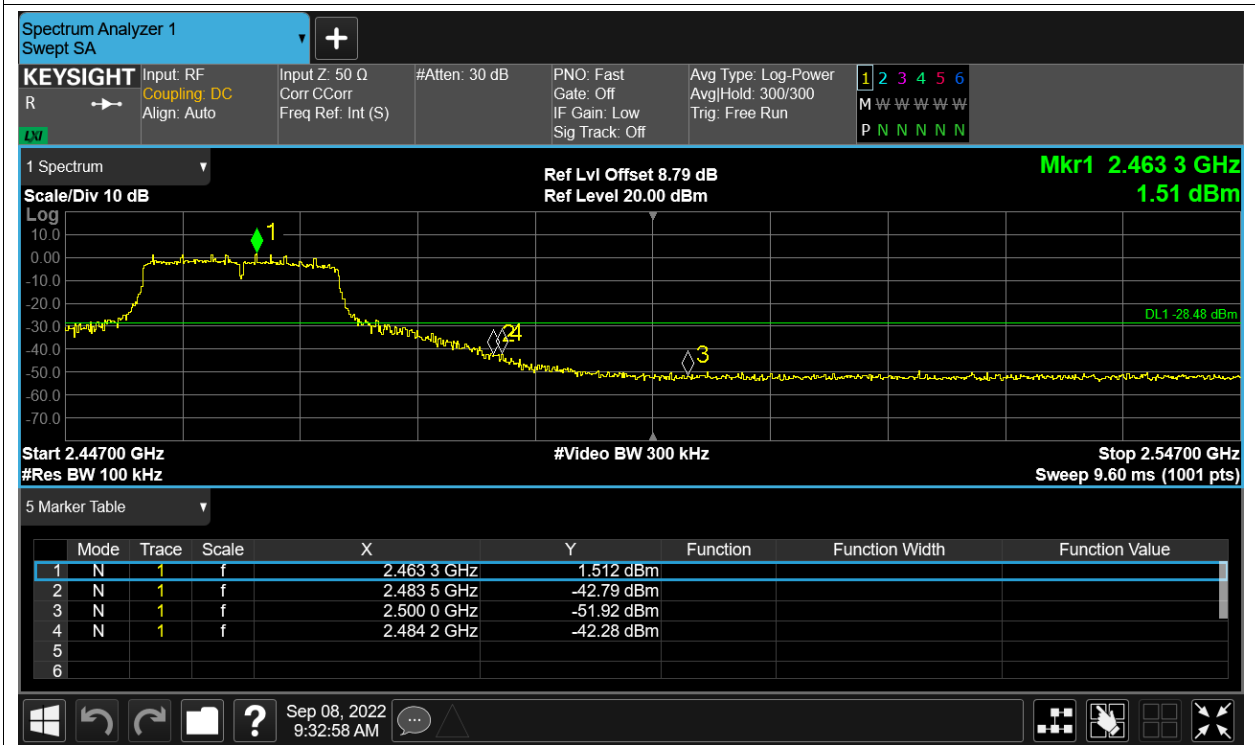 Spectrum Analyzer 1
Swept SA
KEYSIGHT
R
LXI
Input: RF
Coupling: DC
Align: Auto
Input Z: 50 Ω
Corr CCorr
Freq Ref: Int (S)
#Atten: 30 dB
PNO: Fast
Gate: Off
IF Gain: Low
Sig Track: Off
Avg Type: Log-Power
Avg|Hold: 300/300
Trig: Free Run
1 2 3 4 5 6
M W W W W W
P N N N N N
1 Spectrum
Scale/Div 10 dB
Ref Lvl Offset 8.79 dB
Ref Level 20.00 dBm
Mkr1 2.463 3 GHz
1.51 dBm
Log
10.0
0.00
-10.0
-20.0
-30.0
-40.0
-50.0
-60.0
-70.0
1
2 4
3
DL1 -28.48 dBm
Start 2.44700 GHz
#Video BW 300 kHz
Stop 2.54700 GHz
#Res BW 100 kHz
Sweep 9.60 ms (1001 pts)
5 Marker Table
Mode Trace Scale X Y Function Function Width Function Value
1 N 1 f 2.463 3 GHz 1.512 dBm
2 N 1 f 2.483 5 GHz -42.79 dBm
3 N 1 f 2.500 0 GHz -51.92 dBm
4 N 1 f 2.484 2 GHz -42.28 dBm
5
6
?
Sep 08, 2022
9:32:58 AM